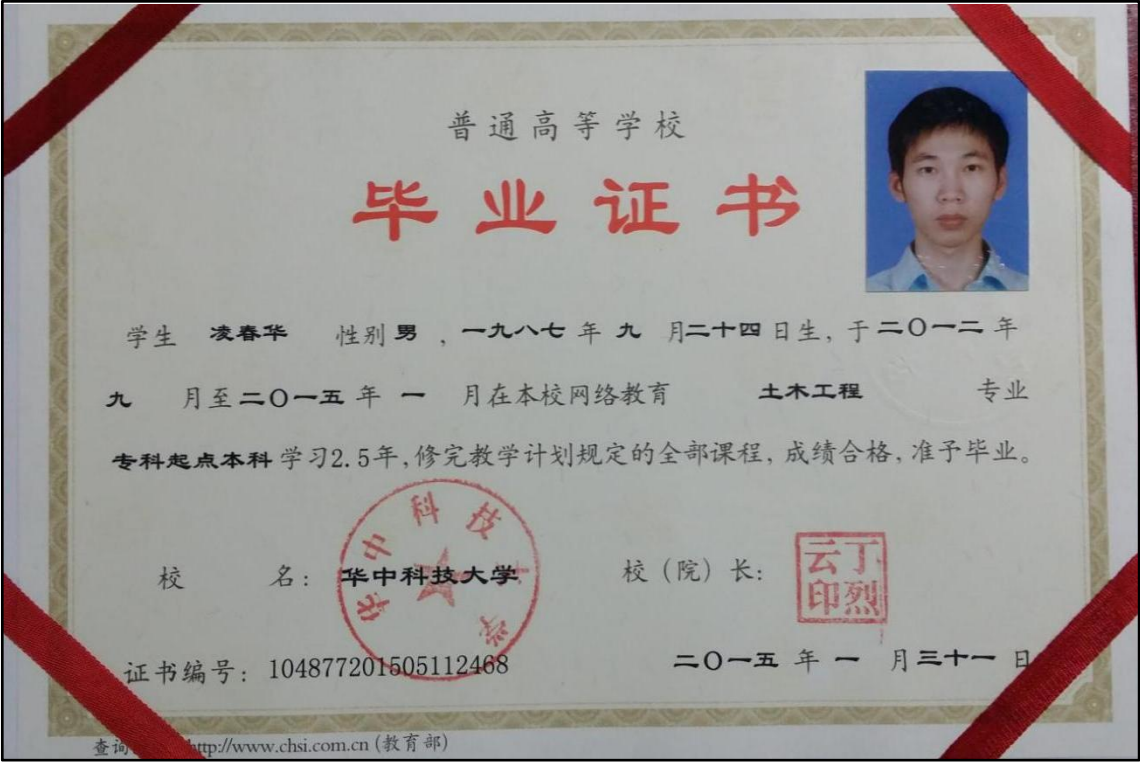 普通高等学校
毕业证书
学生 凌春华 性别 男 ，一九八七 年 九 月二十四日生，于二〇一二 年
九 月至二〇一五 年 一 月在本校网络教育 土木工程 专业
专科起点本科 学习2.5年，修完教学计划规定的全部课程，成绩合格，准予毕业。
华中科技大学
校 名：华中科技大学 校（院）长：
丁烈云印
证书编号：104877201505112468 二〇一五 年 一 月三十一 日
查询 http://www.chsi.com.cn (教育部)